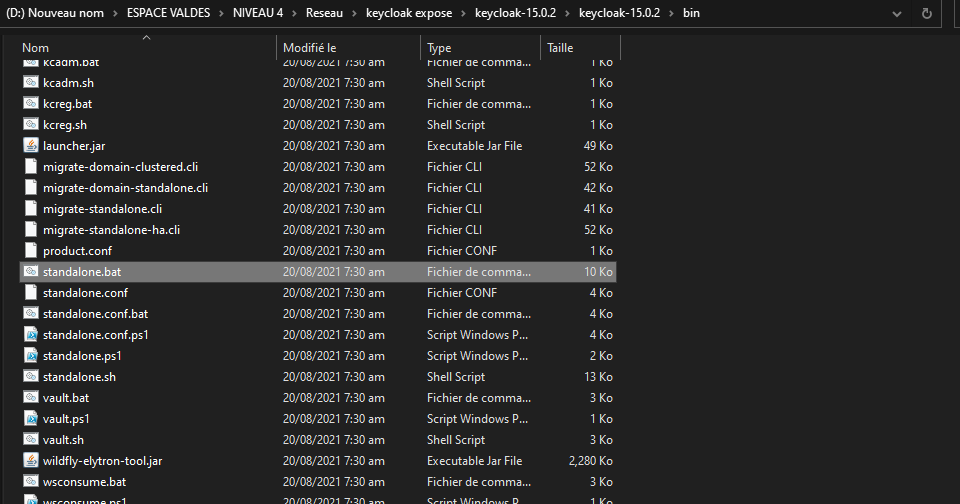 (D:) Nouveau nom > ESPACE VALDES > NIVEAU 4 > Reseau > keycloak expose > keycloak-15.0.2 > keycloak-15.0.2 > bin
Nom Modifié le Type Taille
kcadm.bat 20/08/2021 7:30 am Fichier de comma... 1 Ko
kcadm.sh 20/08/2021 7:30 am Shell Script 1 Ko
kcreg.bat 20/08/2021 7:30 am Fichier de comma... 1 Ko
kcreg.sh 20/08/2021 7:30 am Shell Script 1 Ko
launcher.jar 20/08/2021 7:30 am Executable Jar File 49 Ko
migrate-domain-clustered.cli 20/08/2021 7:30 am Fichier CLI 52 Ko
migrate-domain-standalone.cli 20/08/2021 7:30 am Fichier CLI 42 Ko
migrate-standalone.cli 20/08/2021 7:30 am Fichier CLI 41 Ko
migrate-standalone-ha.cli 20/08/2021 7:30 am Fichier CLI 52 Ko
product.conf 20/08/2021 7:30 am Fichier CONF 1 Ko
standalone.bat 20/08/2021 7:30 am Fichier de comma... 10 Ko
standalone.conf 20/08/2021 7:30 am Fichier CONF 4 Ko
standalone.conf.bat 20/08/2021 7:30 am Fichier de comma... 4 Ko
standalone.conf.ps1 20/08/2021 7:30 am Script Windows P... 4 Ko
standalone.ps1 20/08/2021 7:30 am Script Windows P... 2 Ko
standalone.sh 20/08/2021 7:30 am Shell Script 13 Ko
vault.bat 20/08/2021 7:30 am Fichier de comma... 3 Ko
vault.ps1 20/08/2021 7:30 am Script Windows P... 1 Ko
vault.sh 20/08/2021 7:30 am Shell Script 3 Ko
wildfly-elytron-tool.jar 20/08/2021 7:30 am Executable Jar File 2,280 Ko
wsconsume.bat 20/08/2021 7:30 am Fichier de comma... 3 Ko
wsconsume.ps1 20/08/2021 7:30 am Script Windows P... 1 Ko